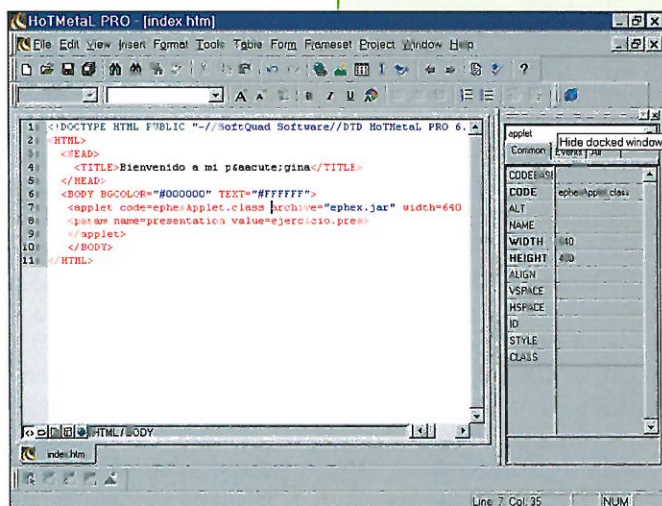 HoTMetaL PRO - [index.htm]
File Edit View Insert Format Tools Table Form Frameset Project Window Help
1 <!DOCTYPE HTML PUBLIC "-//SoftQuad Software//DTD HoTMetaL PRO 6.
2 <HTML>
3 <HEAD>
4 <TITLE>Bienvenido a mi p&aacute;gina</TITLE>
5 </HEAD>
6 <BODY BGCOLOR="#000000" TEXT="#FFFFFF">
7 <applet code=ephexApplet.class archive="ephex.jar" width=640
8 <param name=presentation value=ejercicio.pres>
9 </applet>
10 </BODY>
11 </HTML>
applet
Hide docked window
Common Events All
CODEBASE
CODE ephexApplet.class
ALT
NAME
WIDTH 640
HEIGHT
ALIGN
VSPACE
HSPACE
ID
STYLE
CLASS
HTML / BODY
index.htm
Line 7 Col. 35 NUM